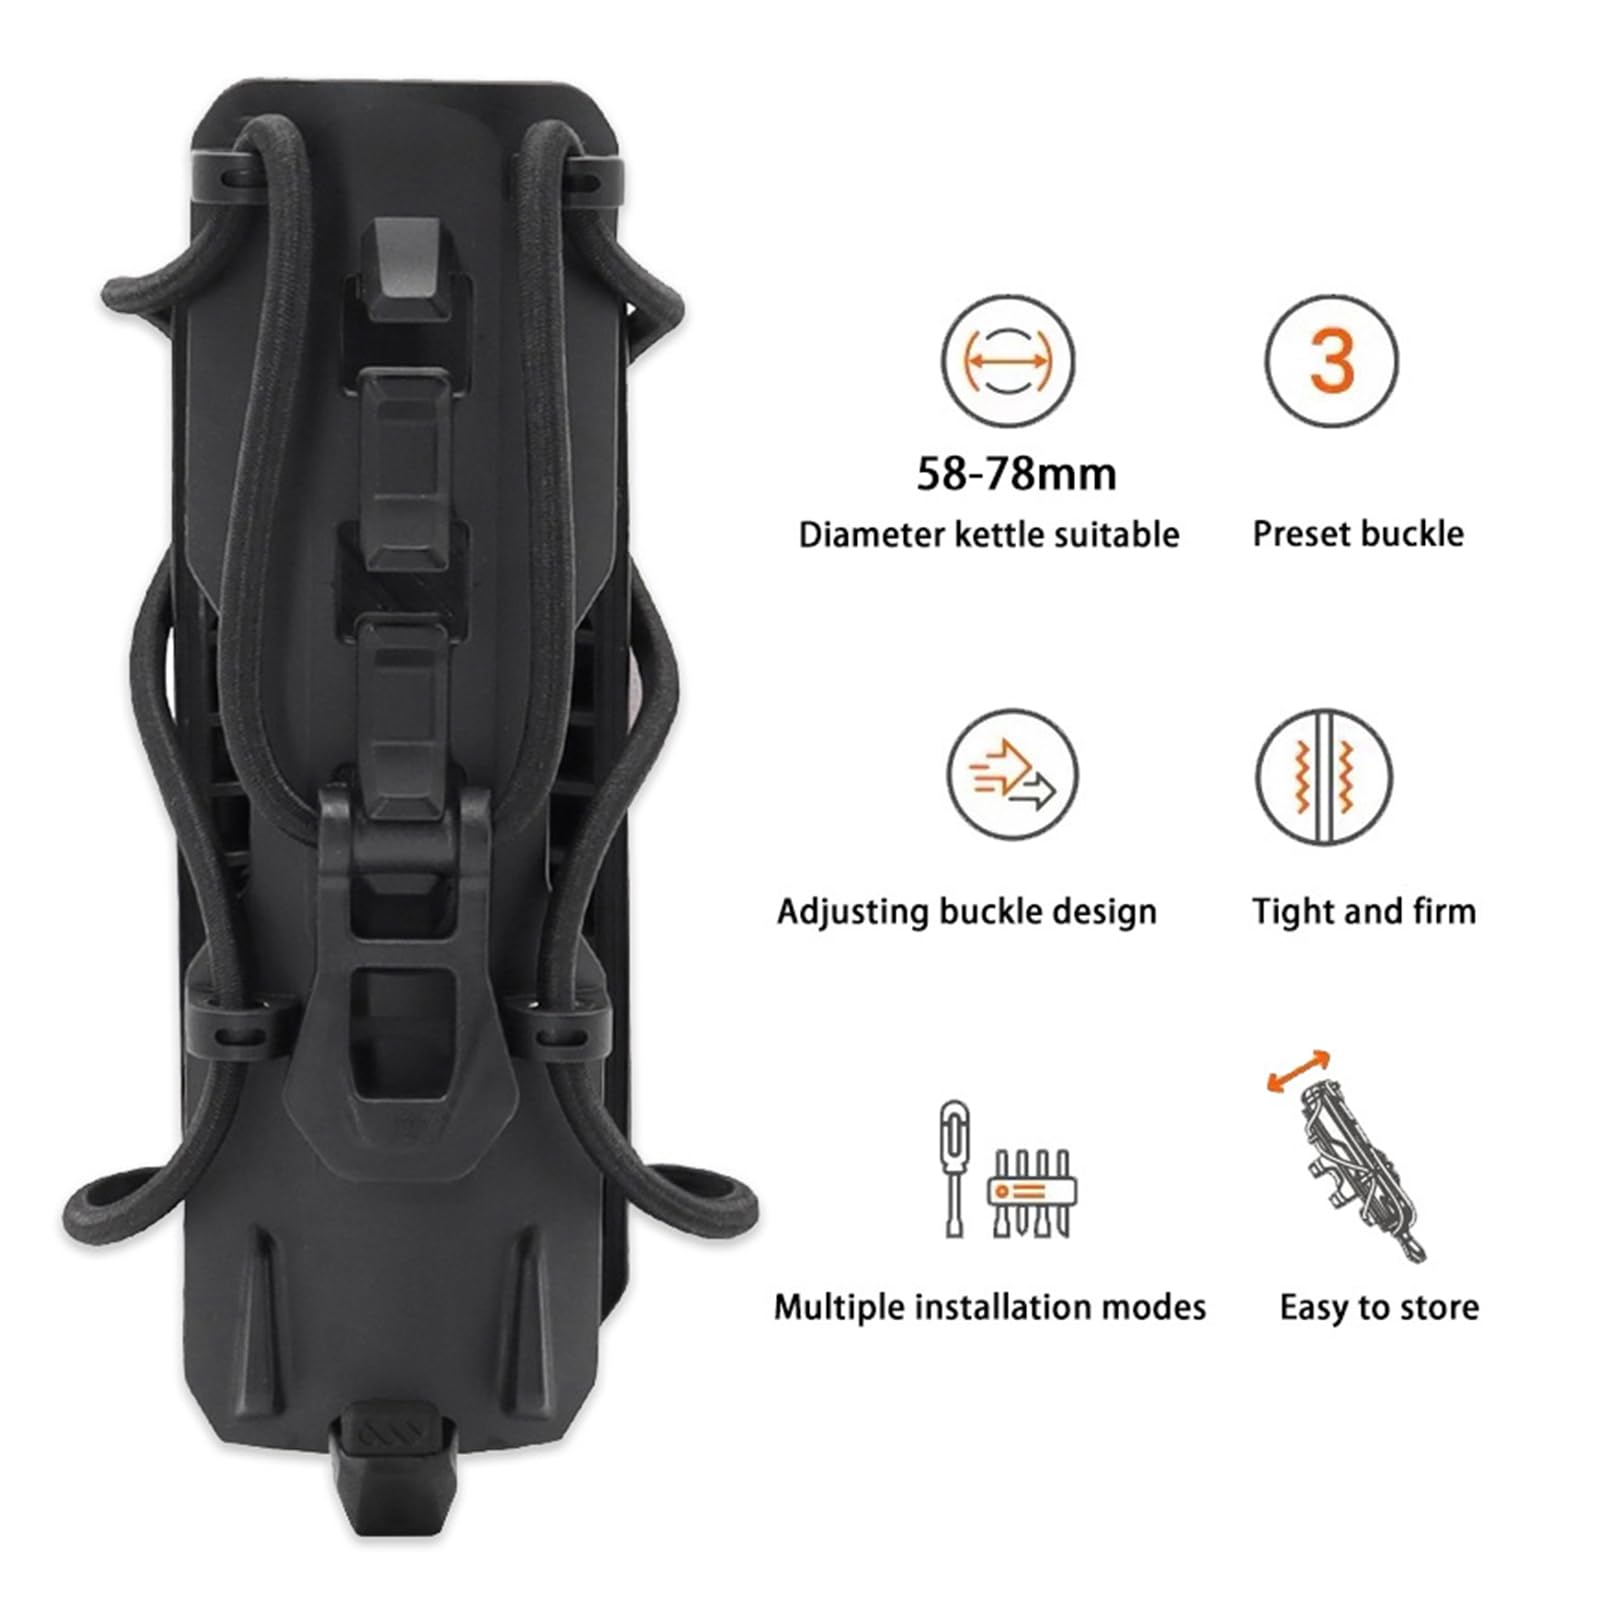 3
58-78mm
Diameter kettle suitable
Preset buckle
Adjusting buckle design
Tight and firm
Multiple installation modes
Easy to store